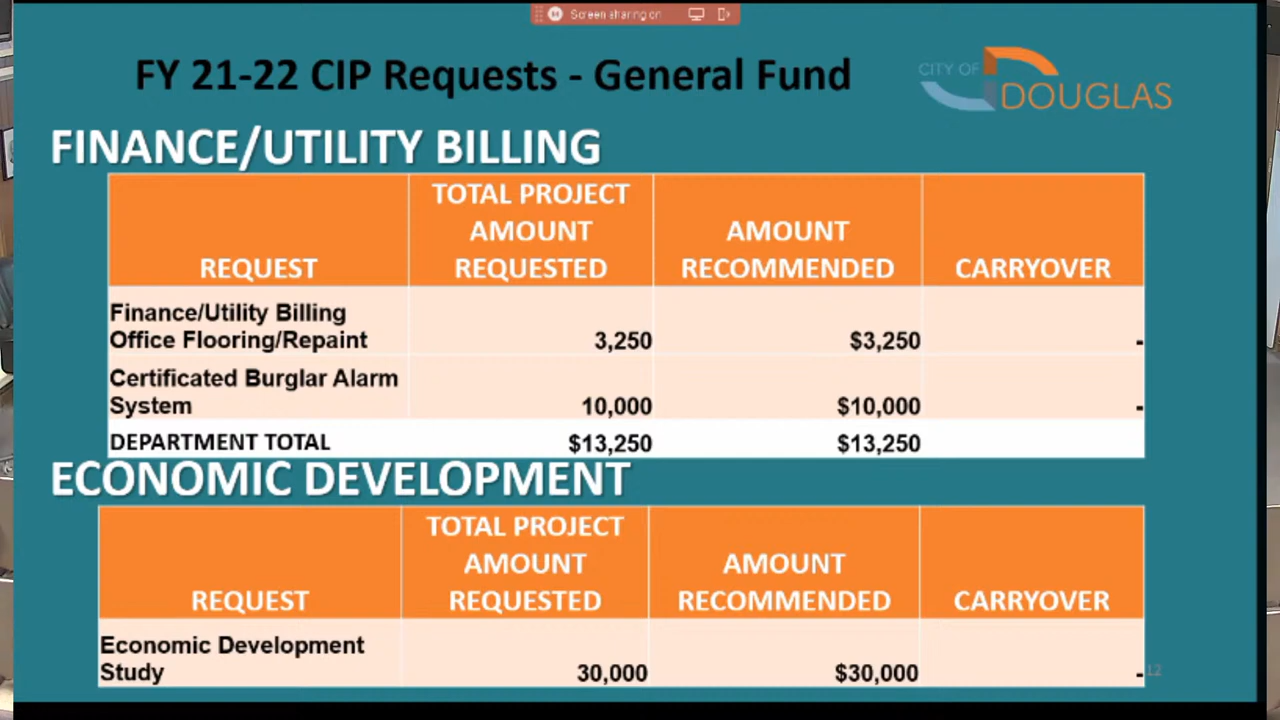 Screen sharing on
FY 21-22 CIP Requests - General Fund
CITY OF
DOUGLAS
FINANCE/UTILITY BILLING
REQUEST
TOTAL PROJECT
AMOUNT
REQUESTED
AMOUNT
RECOMMENDED
CARRYOVER
Finance/Utility Billing
Office Flooring/Repaint 3,250 $3,250 -
Certificated Burglar Alarm
System 10,000 $10,000 -
DEPARTMENT TOTAL $13,250 $13,250
ECONOMIC DEVELOPMENT
REQUEST
TOTAL PROJECT
AMOUNT
REQUESTED
AMOUNT
RECOMMENDED
CARRYOVER
Economic Development
Study 30,000 $30,000 -
12